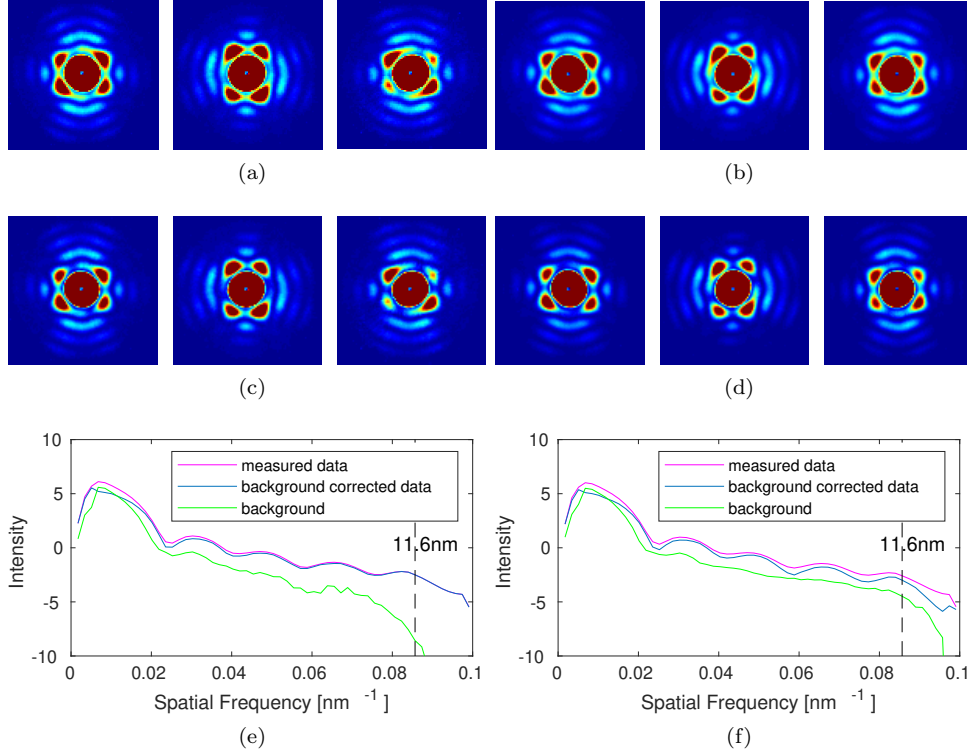 (a) (b)
(c) (d)
10
5
0
-5
-10
Intensity
measured data
background corrected data
background
11.6nm
0 0.02 0.04 0.06 0.08 0.1
Spatial Frequency [nm -1 ]
(e)
10
5
0
-5
-10
Intensity
measured data
background corrected data
background
11.6nm
0 0.02 0.04 0.06 0.08 0.1
Spatial Frequency [nm -1 ]
(f)